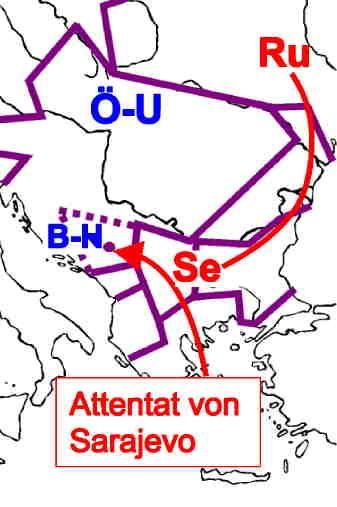 Ru
Ö-U
B-H
Se
Attentat von
Sarajevo